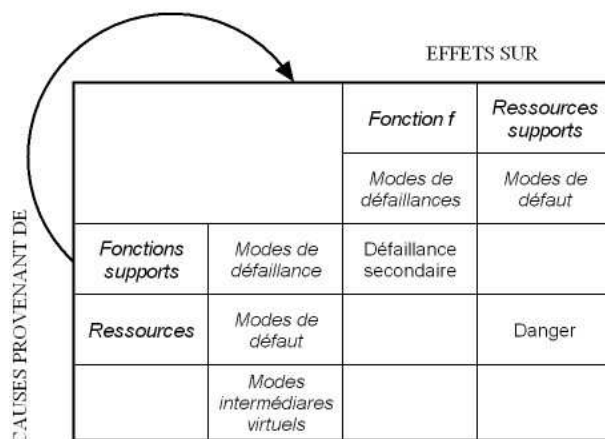 EFFETS SUR
Fonction f
Ressources
supports
Modes de
défaillances
Modes de
défaut
CAUSES PROVENANT DE
Fonctions
supports
Modes de
défaillance
Défaillance
secondaire
Ressources
Modes de
défaut
Danger
Modes
intermédiares
virtuels